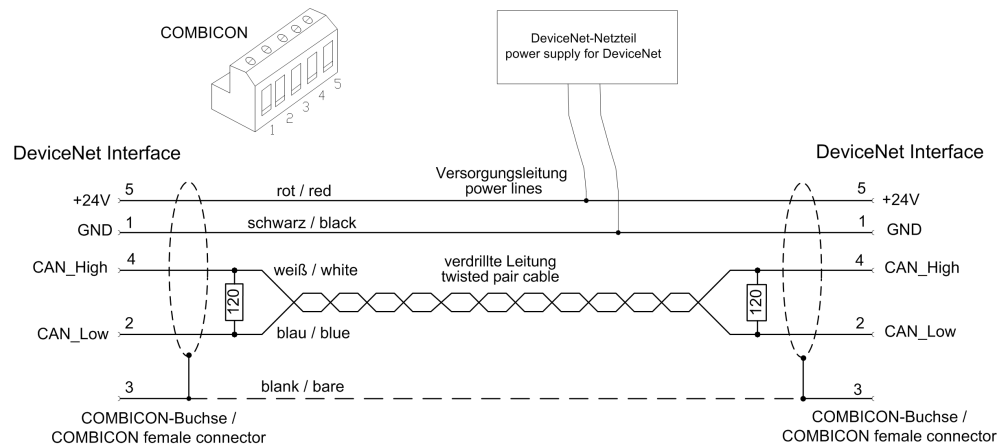 COMBICON
1 2 3 4 5
DeviceNet-Netzteil
power supply for DeviceNet
DeviceNet Interface
DeviceNet Interface
Versorgungsleitung
power lines
+24V 5 rot / red 5 +24V
GND 1 schwarz / black 1 GND
CAN_High 4 weiß / white 4 CAN_High
verdrillte Leitung
twisted pair cable
120 120
CAN_Low 2 blau / blue 2 CAN_Low
3 blank / bare 3
COMBICON-Buchse /
COMBICON female connector
COMBICON-Buchse /
COMBICON female connector